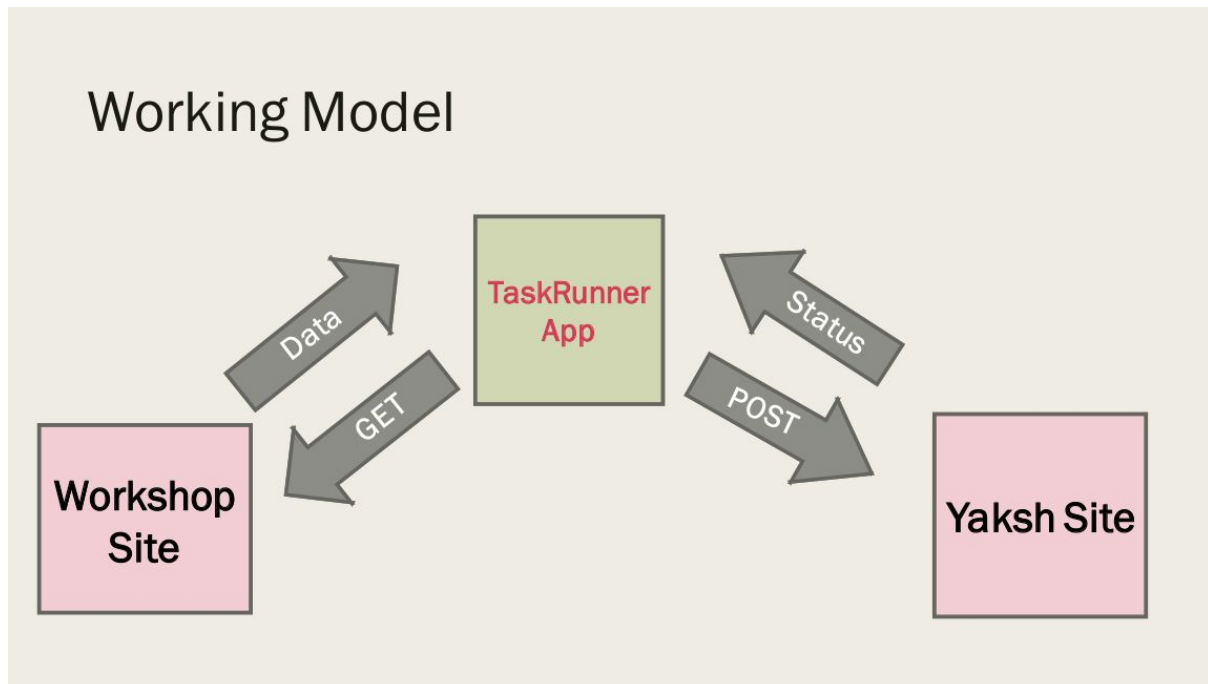 Working Model
TaskRunner
App
Data
GET
Status
POST
Workshop
Site
Yaksh Site